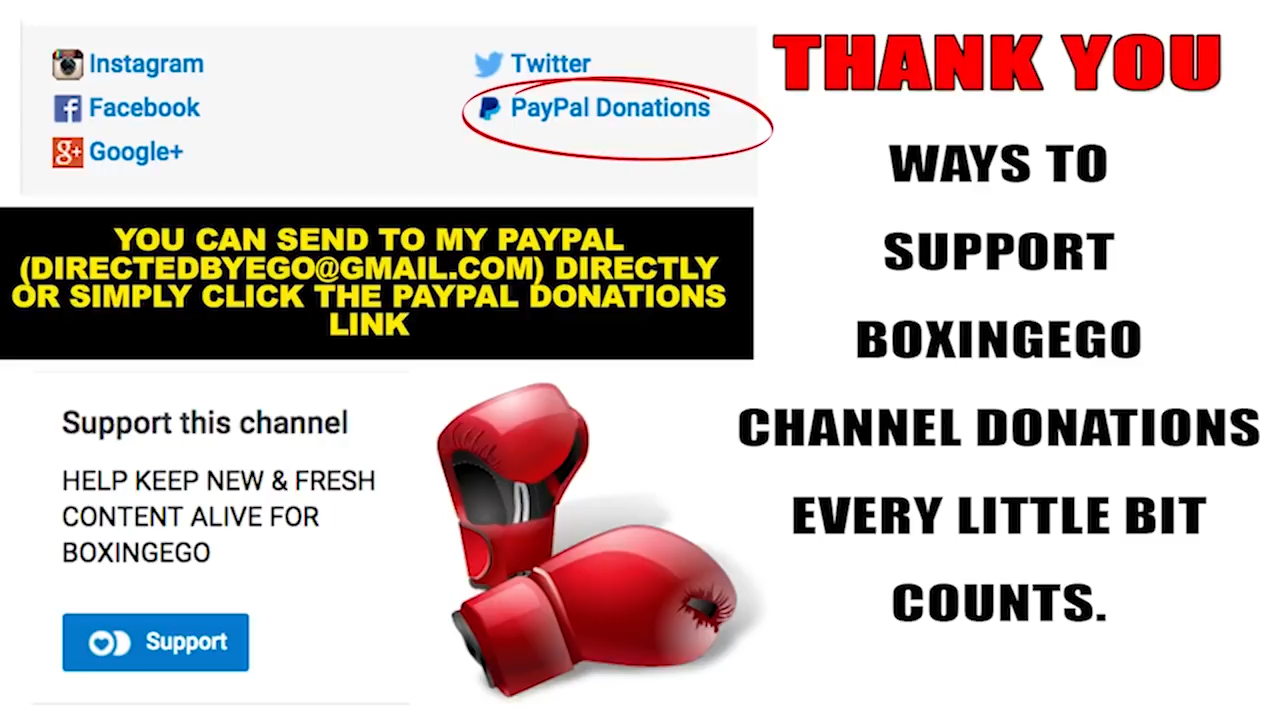 Instagram
Twitter
Facebook
PayPal Donations
Google+
YOU CAN SEND TO MY PAYPAL
(DIRECTEDBYEGO@GMAIL.COM) DIRECTLY
OR SIMPLY CLICK THE PAYPAL DONATIONS
LINK
Support this channel
HELP KEEP NEW & FRESH
CONTENT ALIVE FOR
BOXINGEGO
Support
THANK YOU
WAYS TO
SUPPORT
BOXINGEGO
CHANNEL DONATIONS
EVERY LITTLE BIT
COUNTS.